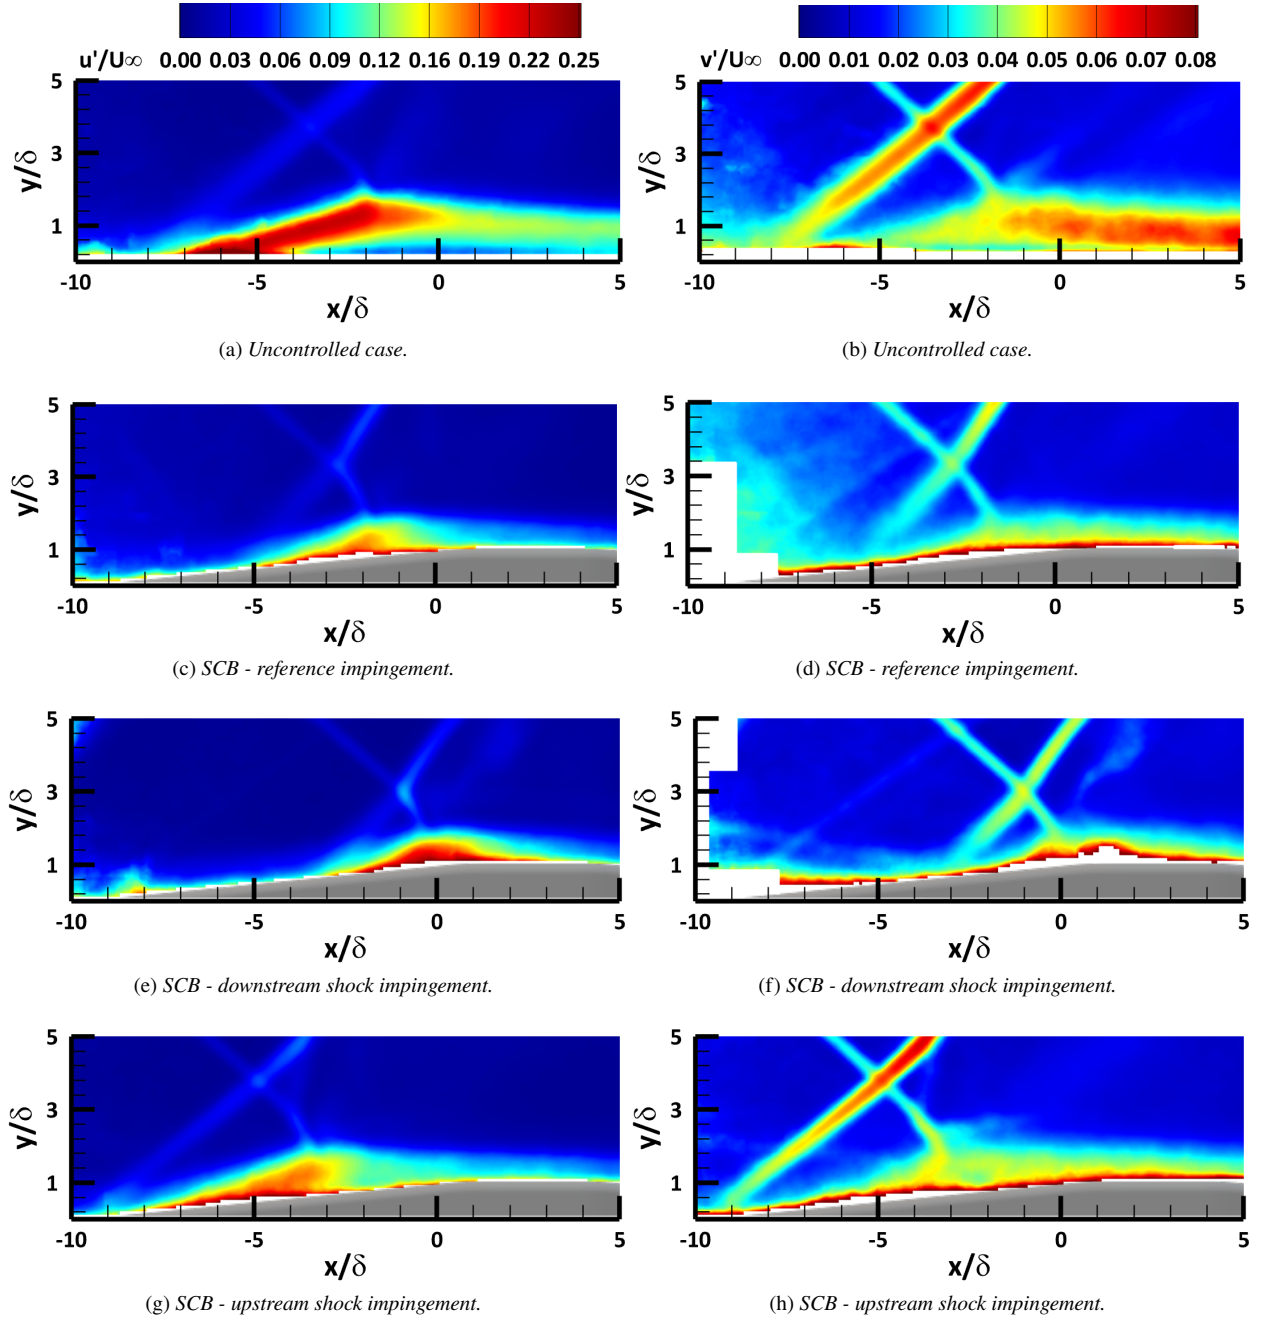 u'/U∞ 0.00 0.03 0.06 0.09 0.12 0.16 0.19 0.22 0.25
v'/U∞ 0.00 0.01 0.02 0.03 0.04 0.05 0.06 0.07 0.08
5
3
1
y/δ
-10 -5 0 5
x/δ
(a) Uncontrolled case.
5
3
1
y/δ
-10 -5 0 5
x/δ
(b) Uncontrolled case.
5
3
1
y/δ
-10 -5 0 5
x/δ
(c) SCB - reference impingement.
5
3
1
y/δ
-10 -5 0 5
x/δ
(d) SCB - reference impingement.
5
3
1
y/δ
-10 -5 0 5
x/δ
(e) SCB - downstream shock impingement.
5
3
1
y/δ
-10 -5 0 5
x/δ
(f) SCB - downstream shock impingement.
5
3
1
y/δ
-10 -5 0 5
x/δ
(g) SCB - upstream shock impingement.
5
3
1
y/δ
-10 -5 0 5
x/δ
(h) SCB - upstream shock impingement.